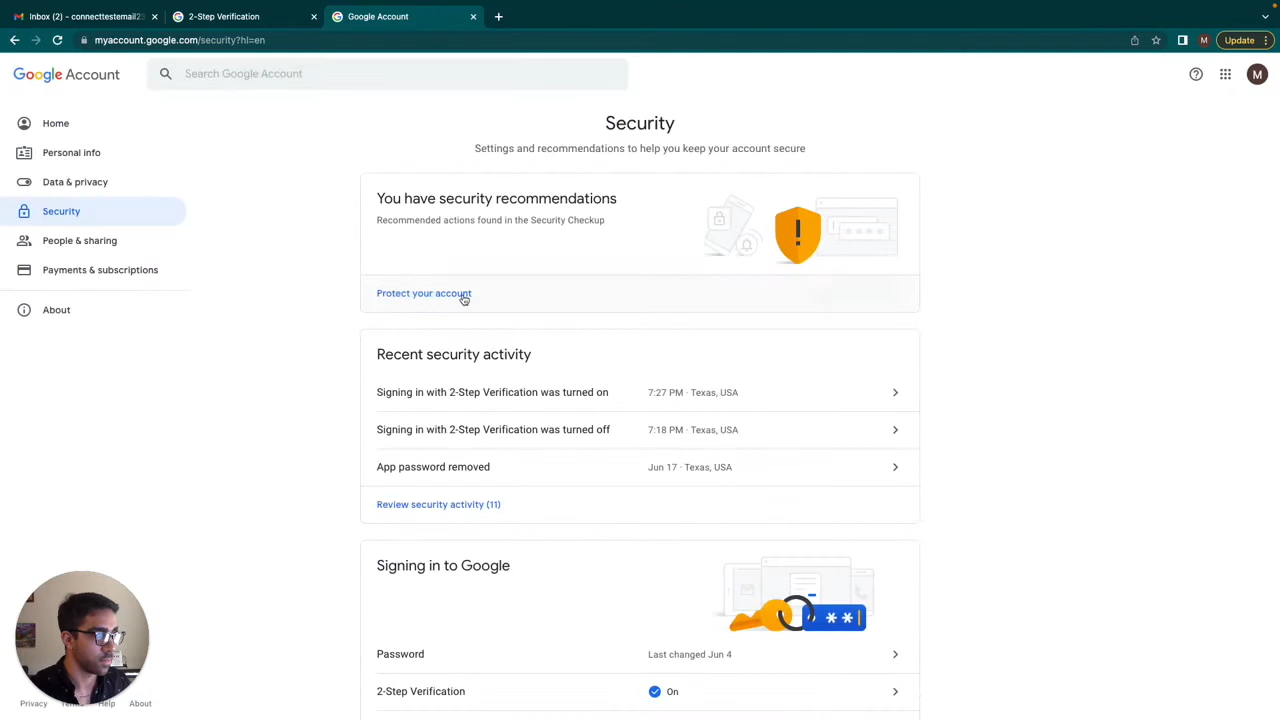 Inbox (2) – connecttestemail23
2-Step Verification
Google Account
myaccount.google.com/security?hl=en
M
Update
Google Account
Search Google Account
M
Home
Personal info
Data & privacy
Security
People & sharing
Payments & subscriptions
About
Security
Settings and recommendations to help you keep your account secure
You have security recommendations
Recommended actions found in the Security Checkup
Protect your account
Recent security activity
Signing in with 2-Step Verification was turned on 7:27 PM · Texas, USA
Signing in with 2-Step Verification was turned off 7:18 PM · Texas, USA
App password removed Jun 17 · Texas, USA
Review security activity (11)
Signing in to Google
**
Password Last changed Jun 4
2-Step Verification On
Privacy Help About